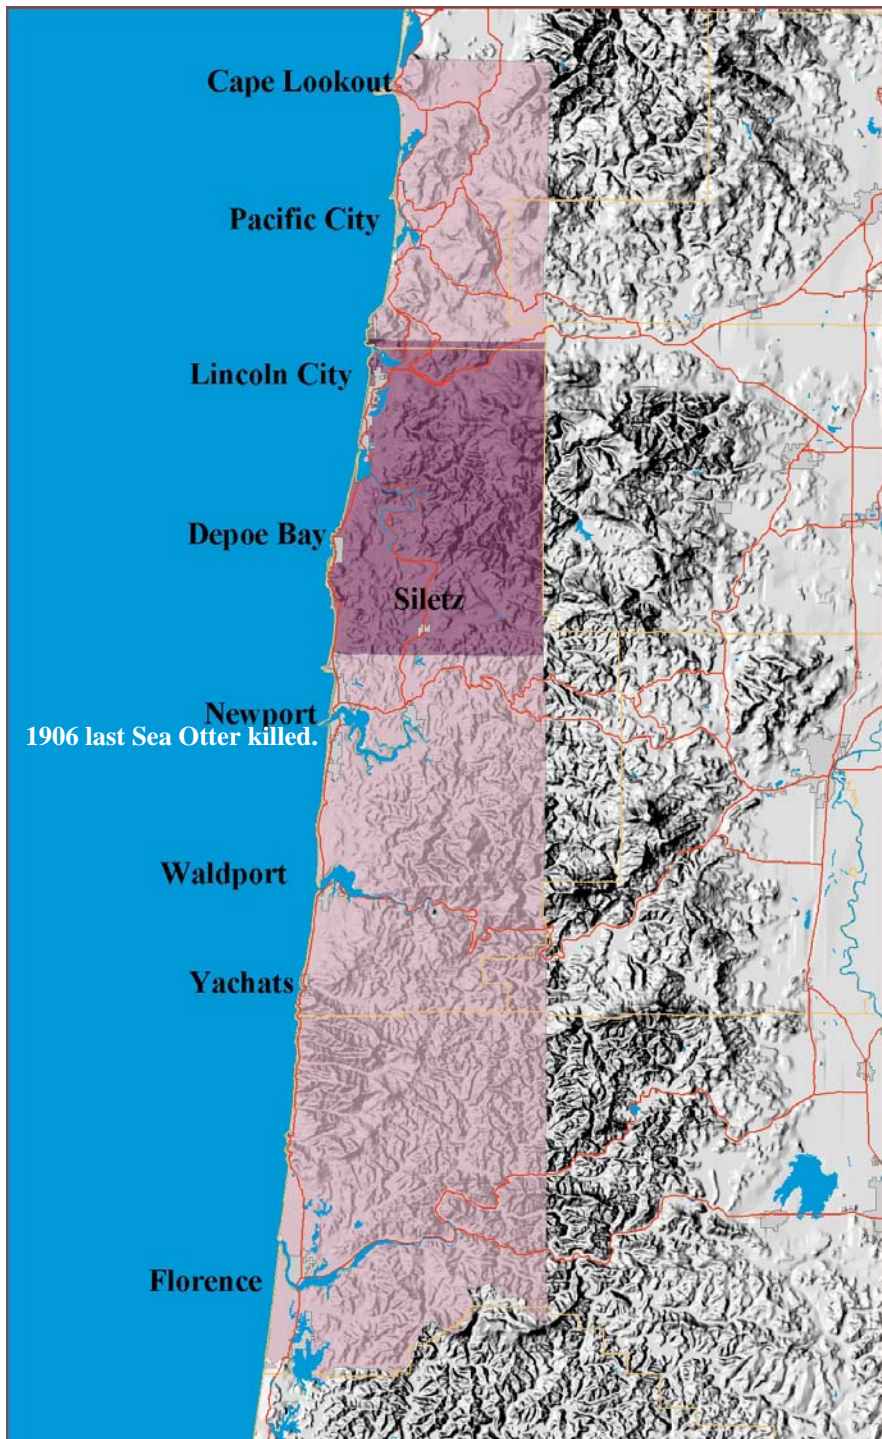 Cape Lookout
Pacific City
Lincoln City
Depoe Bay
Siletz
Newport
1906 last Sea Otter killed.
Waldport
Yachats
Florence